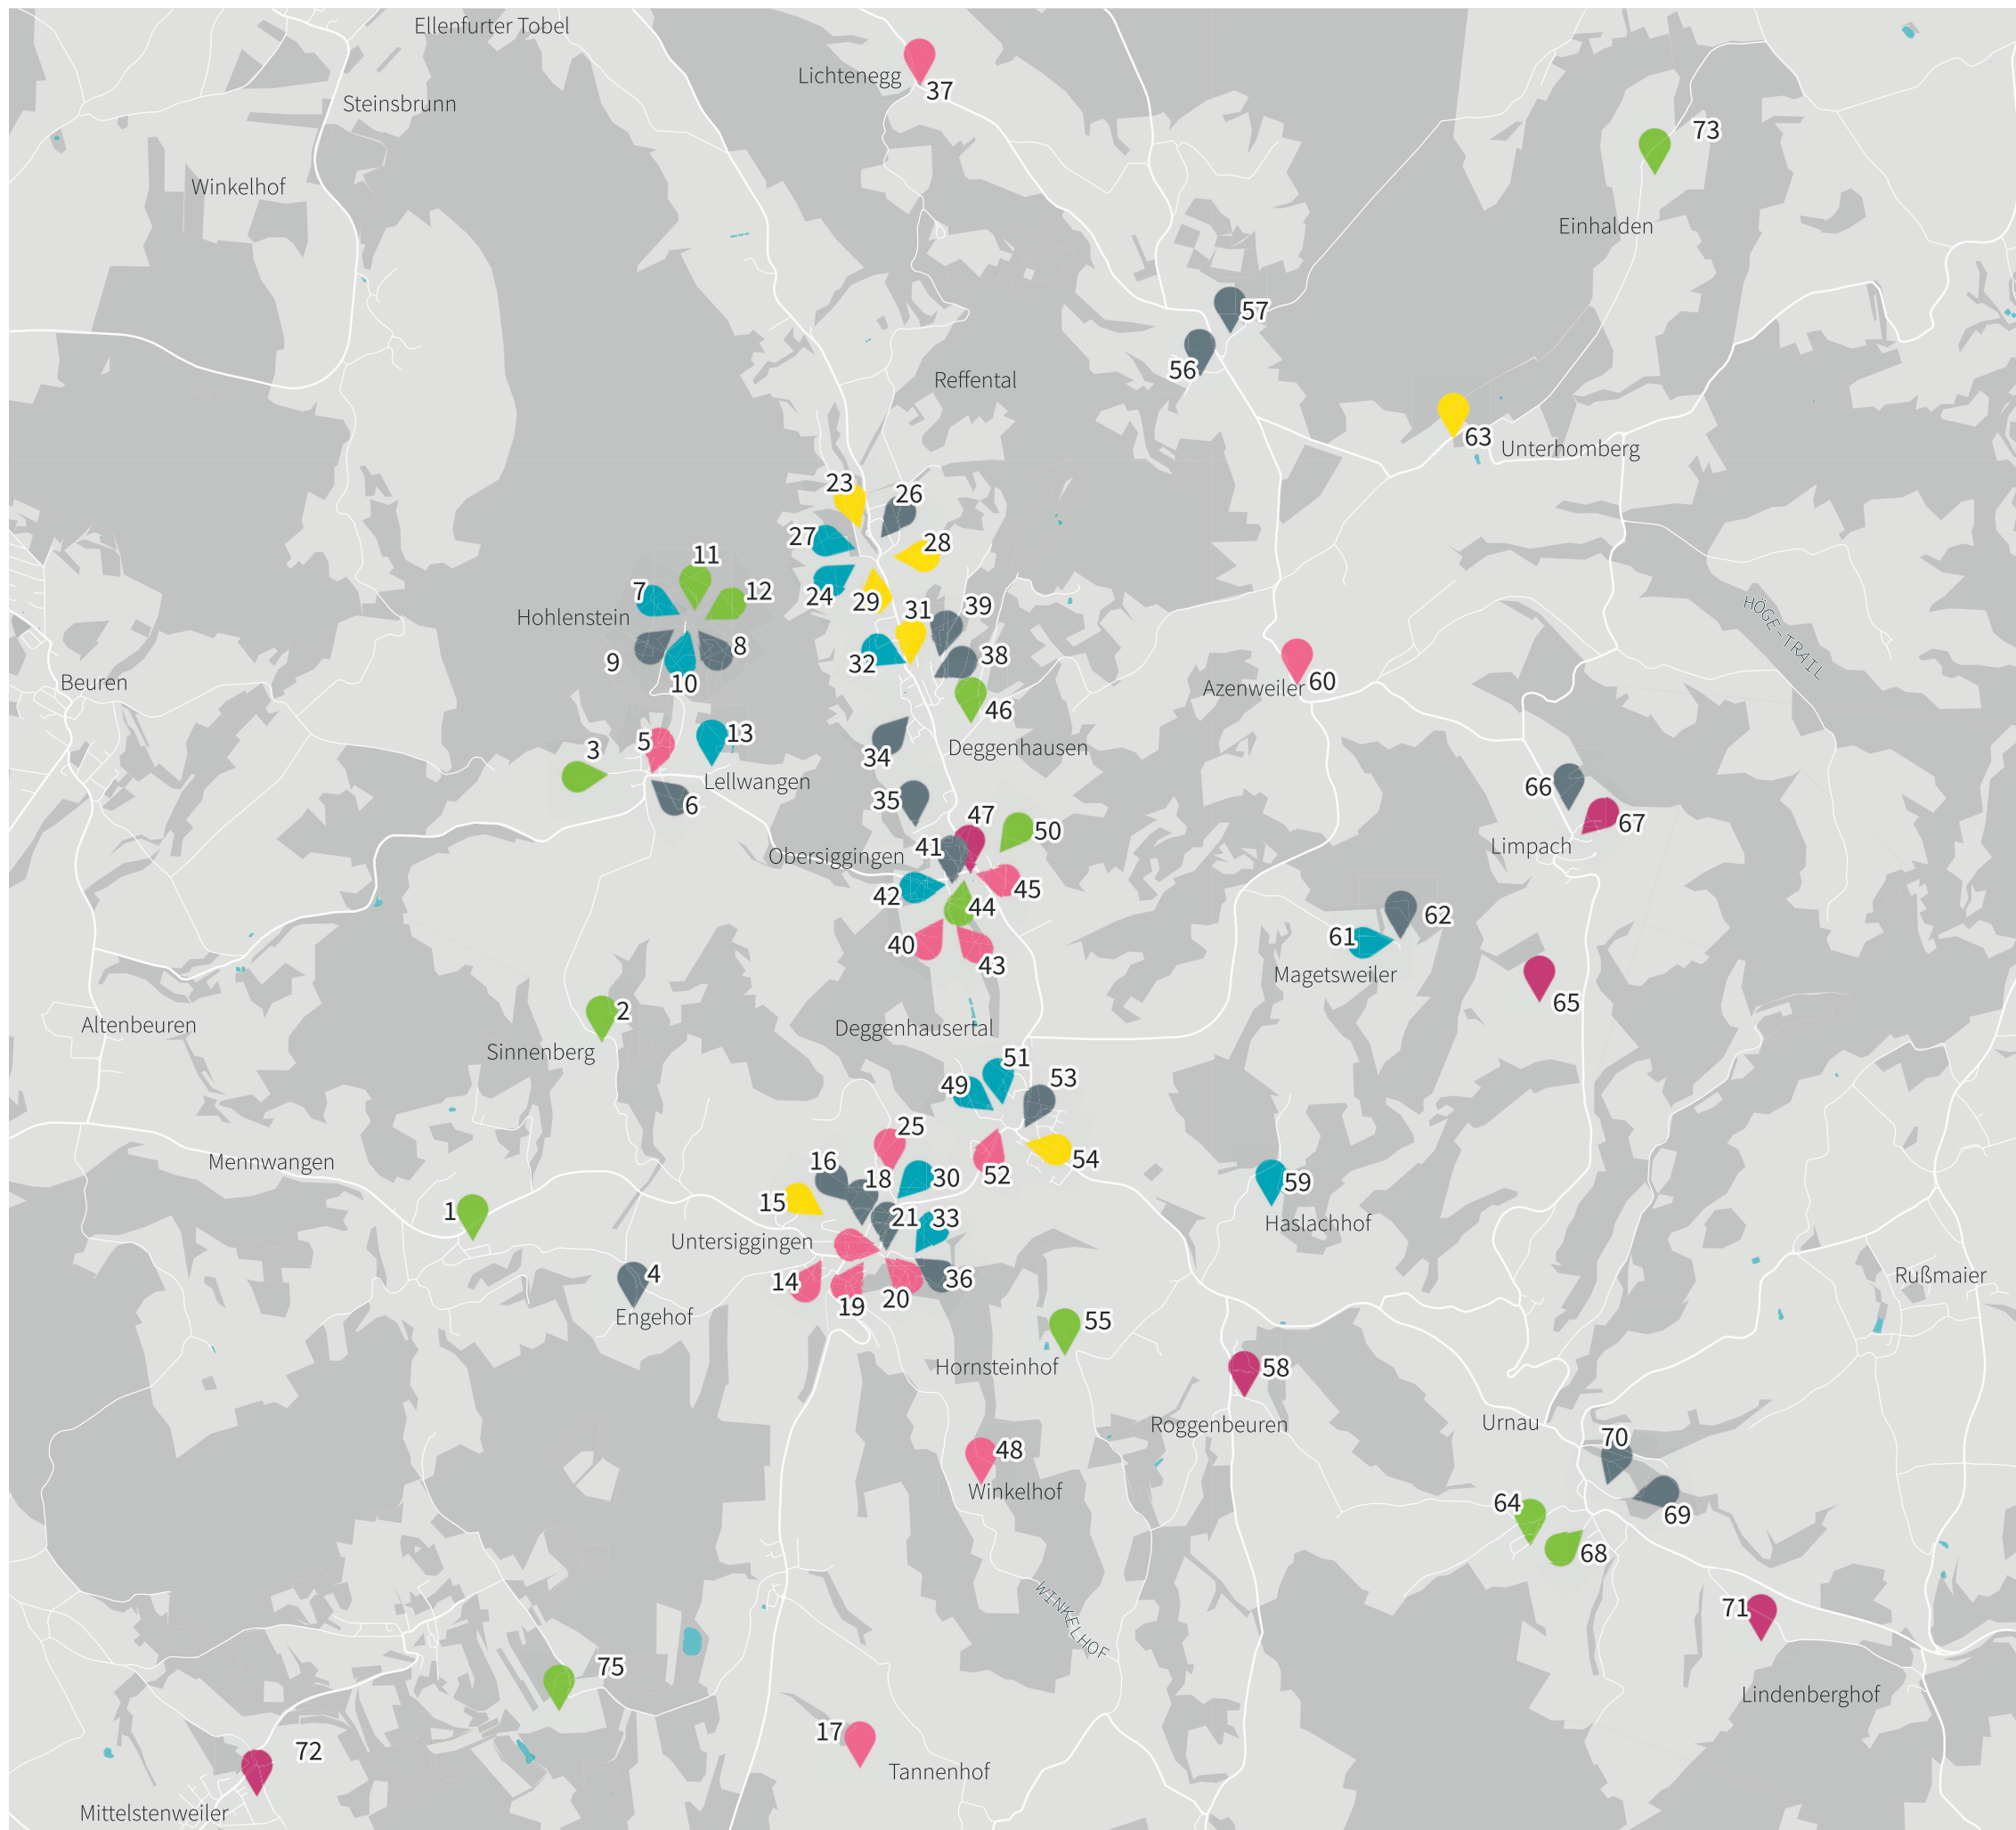 Ellenfurter Tobel
Lichtenegg
37
Steinsbrunn
73
Winkelhof
Einhalden
57
56
Reffental
63
Unterhomberg
23
26
27
28
11
7
12
24
29
31
39
Hohlenstein
HÖGE-TRAIL
9
8
32
38
10
Beuren
Azenweiler
60
46
5
13
3
34
Deggenhausen
Lellwangen
6
35
66
47
67
50
41
Limpach
Obersiggingen
42
45
44
62
40
61
43
Magetsweiler
65
2
Altenbeuren
Deggenhausertal
Sinnenberg
51
49
53
25
Mennwangen
16
54
18
30
52
59
15
1
21
33
Haslachhof
Untersiggingen
4
14
36
Rußmaier
19
20
Engehof
55
Hornsteinhof
58
Roggenbeuren
Urnau
70
48
Winkelhof
64
69
68
WINKELHOF
71
75
Lindenberghof
17
72
Tannenhof
Mittelstenweiler